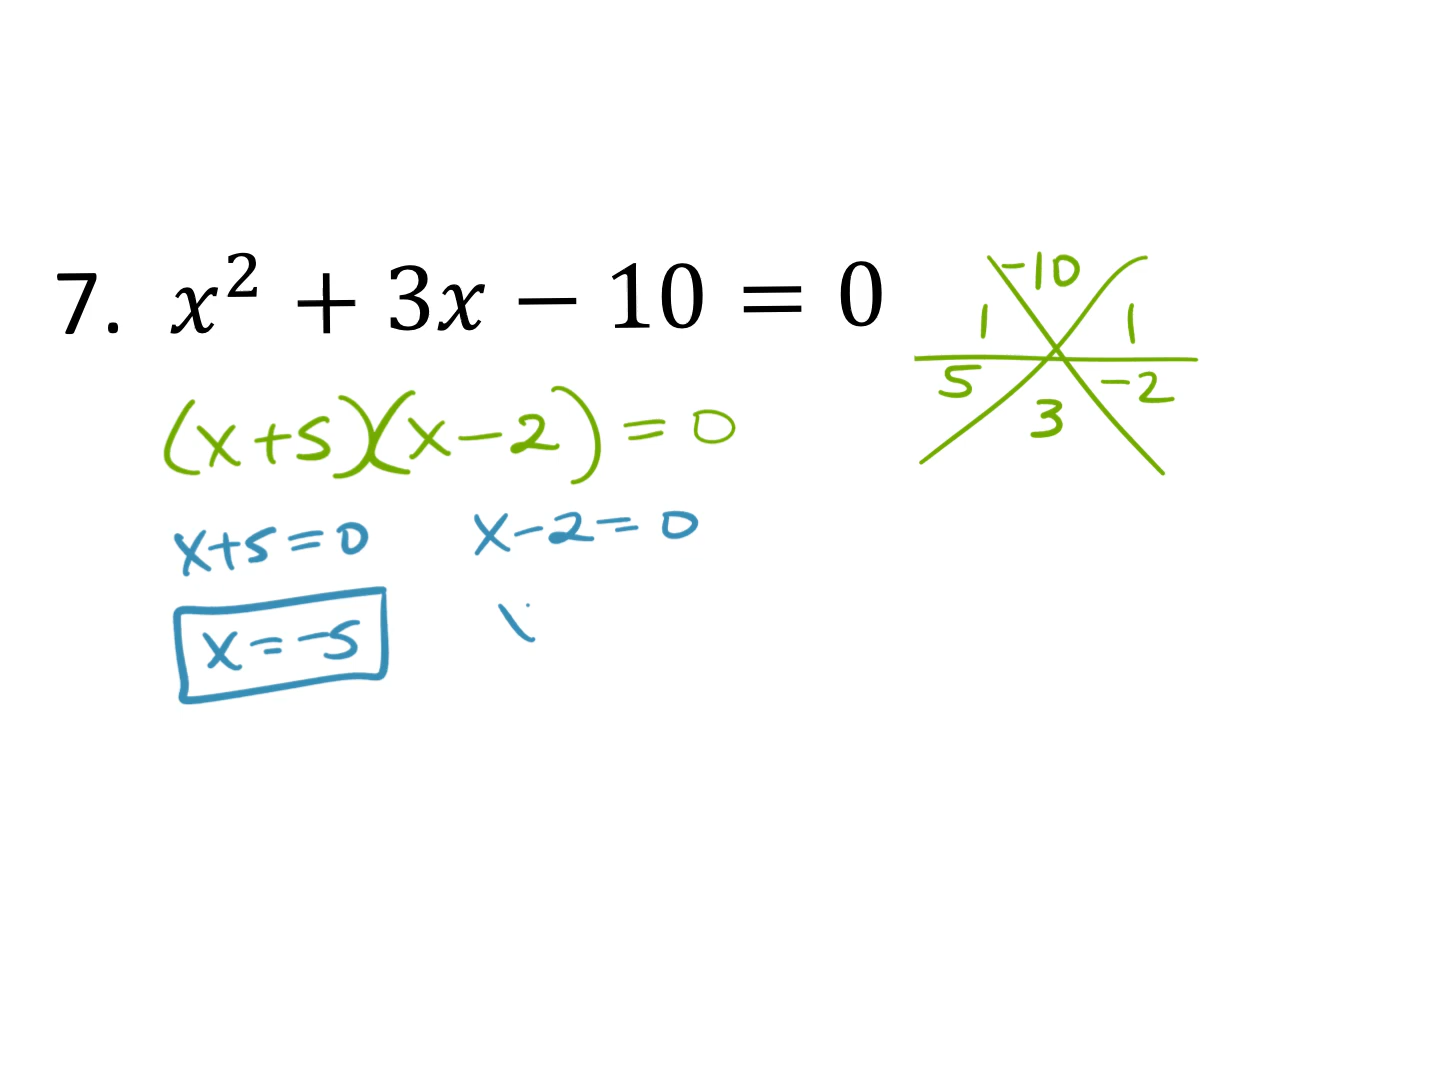 7. x² + 3x − 10 = 0
(x+5)(x−2) = 0
x+5=0 x−2=0
x=-5
-10
1 1
5 -2
3